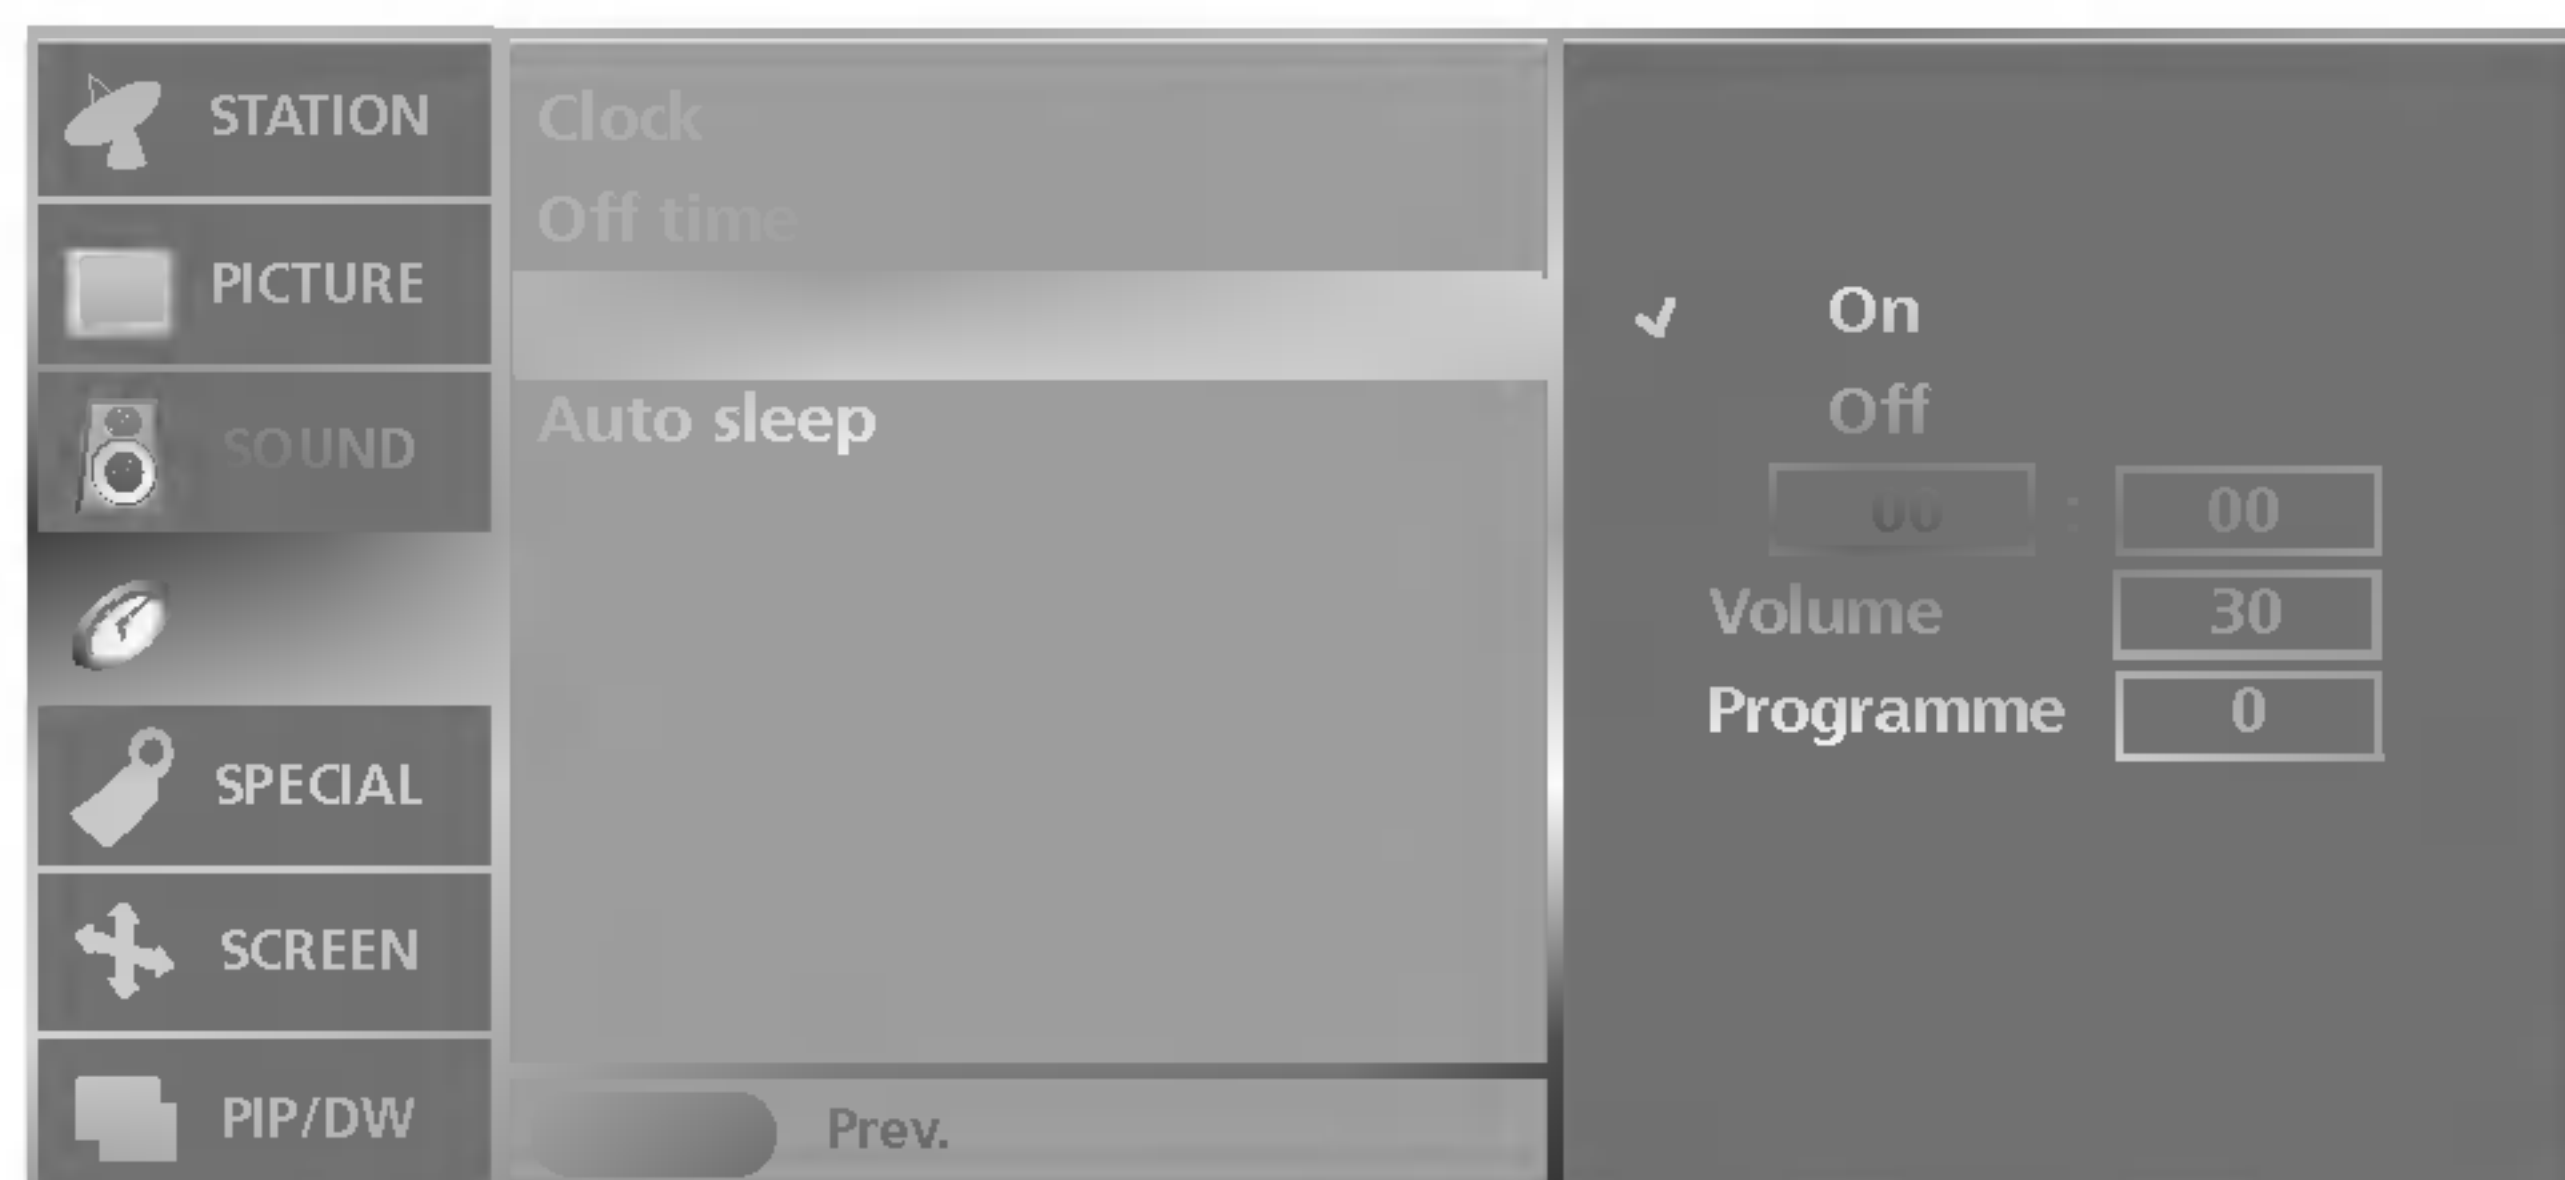 STATION
PICTURE
SOUND
SPECIAL
SCREEN
PIP/DW
Clock
Off time
Auto sleep
Prev.
On
Off
00 : 00
Volume 30
Programme 0